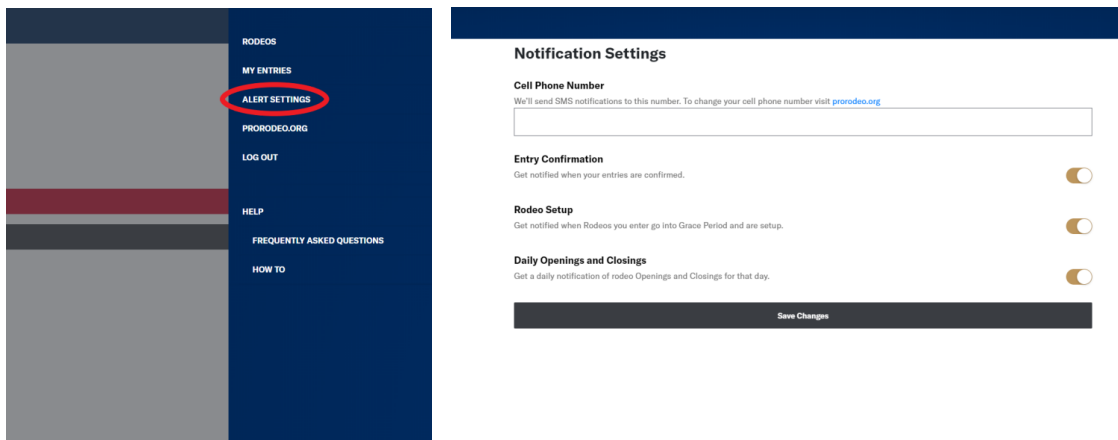 RODEOS
MY ENTRIES
ALERT SETTINGS
PRORODEO.ORG
LOG OUT
HELP
FREQUENTLY ASKED QUESTIONS
HOW TO
Notification Settings
Cell Phone Number
We'll send SMS notifications to this number. To change your cell phone number visit prorodeo.org
Entry Confirmation
Get notified when your entries are confirmed.
Rodeo Setup
Get notified when Rodeos you enter go into Grace Period and are setup.
Daily Openings and Closings
Get a daily notification of rodeo Openings and Closings for that day.
Save Changes